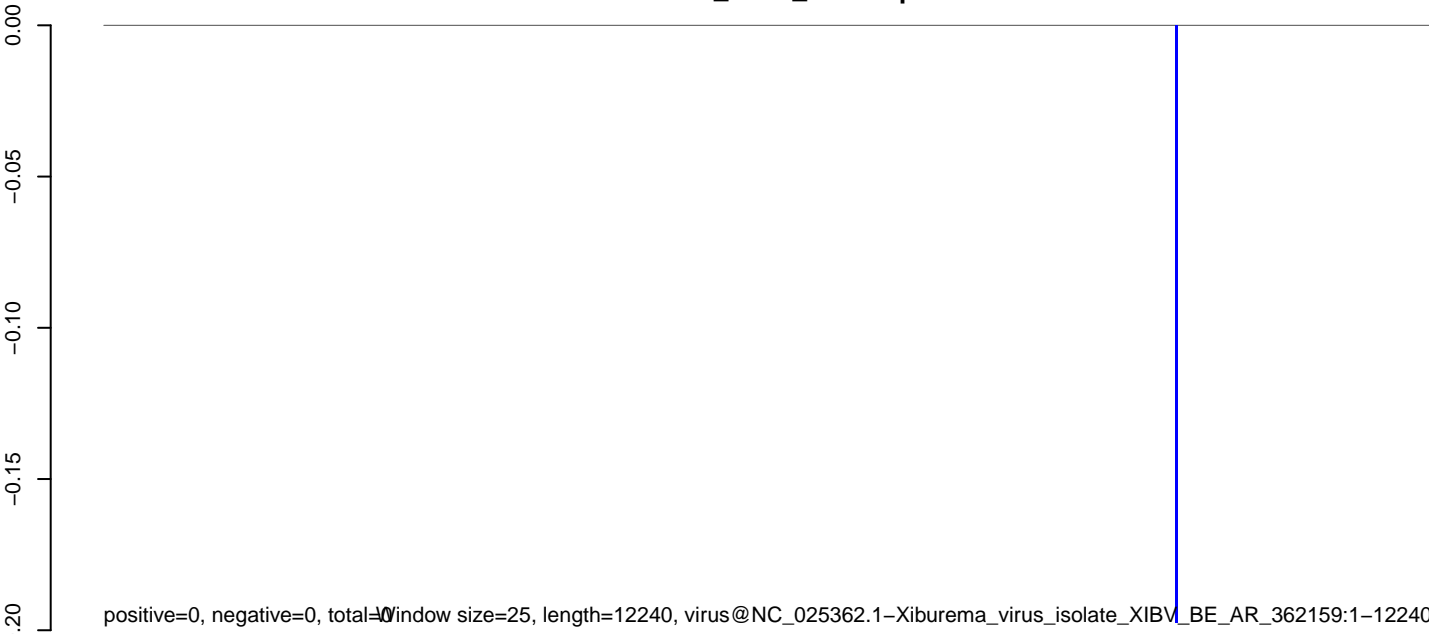 0.00
−0.05
−0.10
−0.15
.20
positive=0, negative=0, total=0
Window size=25, length=12240, virus@NC_025362.1−Xiburema_virus_isolate_XIBV_BE_AR_362159:1−12240